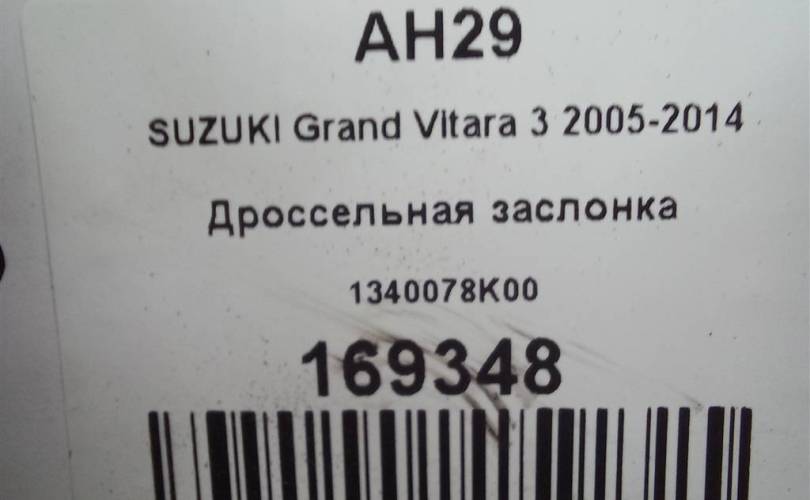 AH29
SUZUKI Grand Vitara 3 2005-2014
Дроссельная заслонка
1340078K00
169348